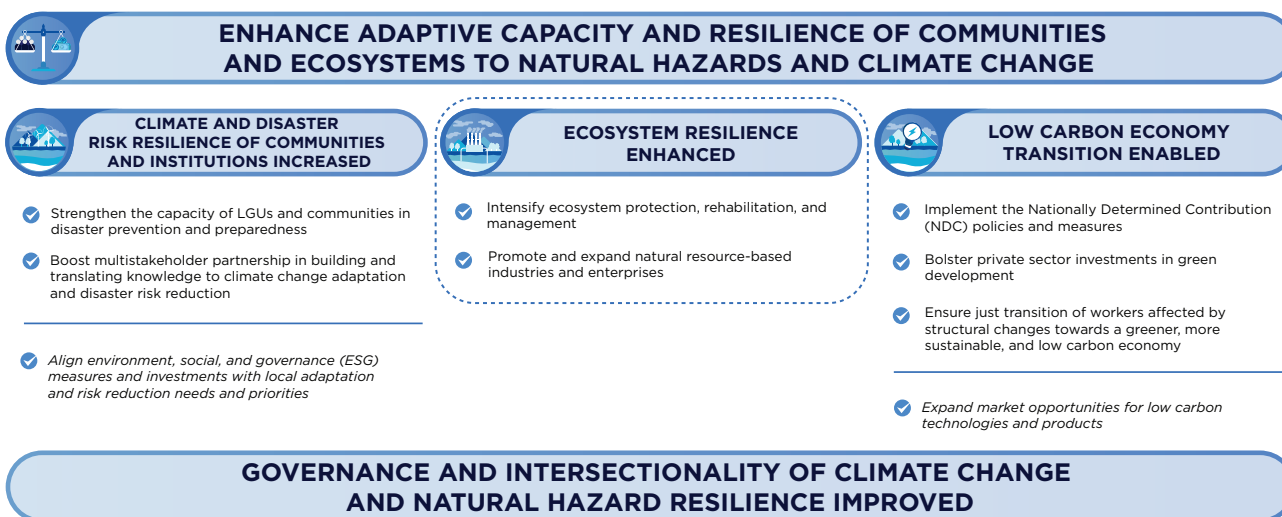 ENHANCE ADAPTIVE CAPACITY AND RESILIENCE OF COMMUNITIES
AND ECOSYSTEMS TO NATURAL HAZARDS AND CLIMATE CHANGE
CLIMATE AND DISASTER
RISK RESILIENCE OF COMMUNITIES
AND INSTITUTIONS INCREASED
Strengthen the capacity of LGUs and communities in
disaster prevention and preparedness
Boost multistakeholder partnership in building and
translating knowledge to climate change adaptation
and disaster risk reduction
Align environment, social, and governance (ESG)
measures and investments with local adaptation
and risk reduction needs and priorities
ECOSYSTEM RESILIENCE
ENHANCED
Intensify ecosystem protection, rehabilitation, and
management
Promote and expand natural resource-based
industries and enterprises
LOW CARBON ECONOMY
TRANSITION ENABLED
Implement the Nationally Determined Contribution
(NDC) policies and measures
Bolster private sector investments in green
development
Ensure just transition of workers affected by
structural changes towards a greener, more
sustainable, and low carbon economy
Expand market opportunities for low carbon
technologies and products
GOVERNANCE AND INTERSECTIONALITY OF CLIMATE CHANGE
AND NATURAL HAZARD RESILIENCE IMPROVED